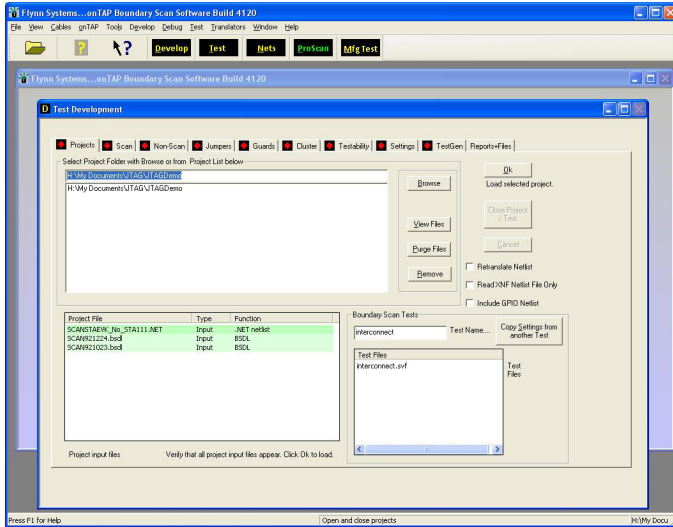 Flynn Systems...onTAP Boundary Scan Software Build 4120
File View Cables onTAP Tools Develop Debug Test Translators Window Help
? ? Develop Test Nets ProScan MfgTest
Flynn Systems...onTAP Boundary Scan Software Build 4120
D Test Development
Projects Scan Non-Scan Jumpers Guards Cluster Testability Settings TestGen Reports+Files
Select Project Folder with Browse or from Project List below
H:\My Documents\JTAG\JTAGDemo
H:\My Documents\JTAG\JTAGDemo
Browse
View Files
Purge Files
Remove
Ok
Load selected project.
Close Project
/ Test
Cancel
Retranslate Netlist
Read XNF Netlist File Only
Include GPIO Netlist
Project File Type Function
SCANSTAEVK_No_STA111.NET Input .NET netlist
SCAN921224.bsdl Input BSDL
SCAN921023.bsdl Input BSDL
Project input files Verify that all project input files appear. Click Ok to load.
Boundary Scan Tests
interconnect Test Name....
Copy Settings from
another Test
Test Files
interconnect.svf
Test
Files
Press F1 for Help Open and close projects H:\My Docu